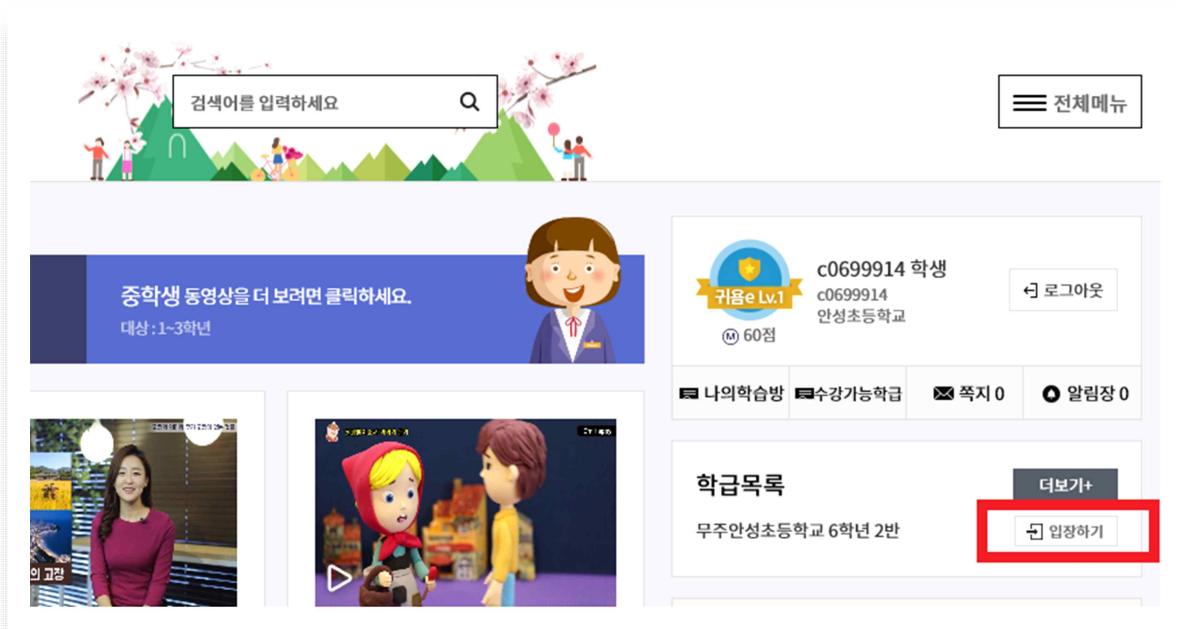 검색어를 입력하세요
전체메뉴
중학생 동영상을 더 보려면 클릭하세요.
대상 : 1~3학년
귀욤e Lv.1
M 60점
c0699914 학생
c0699914
안성초등학교
로그아웃
나의학습방
수강가능학급
쪽지 0
알림장 0
학급목록
더보기+
무주안성초등학교 6학년 2반
입장하기
의 고장